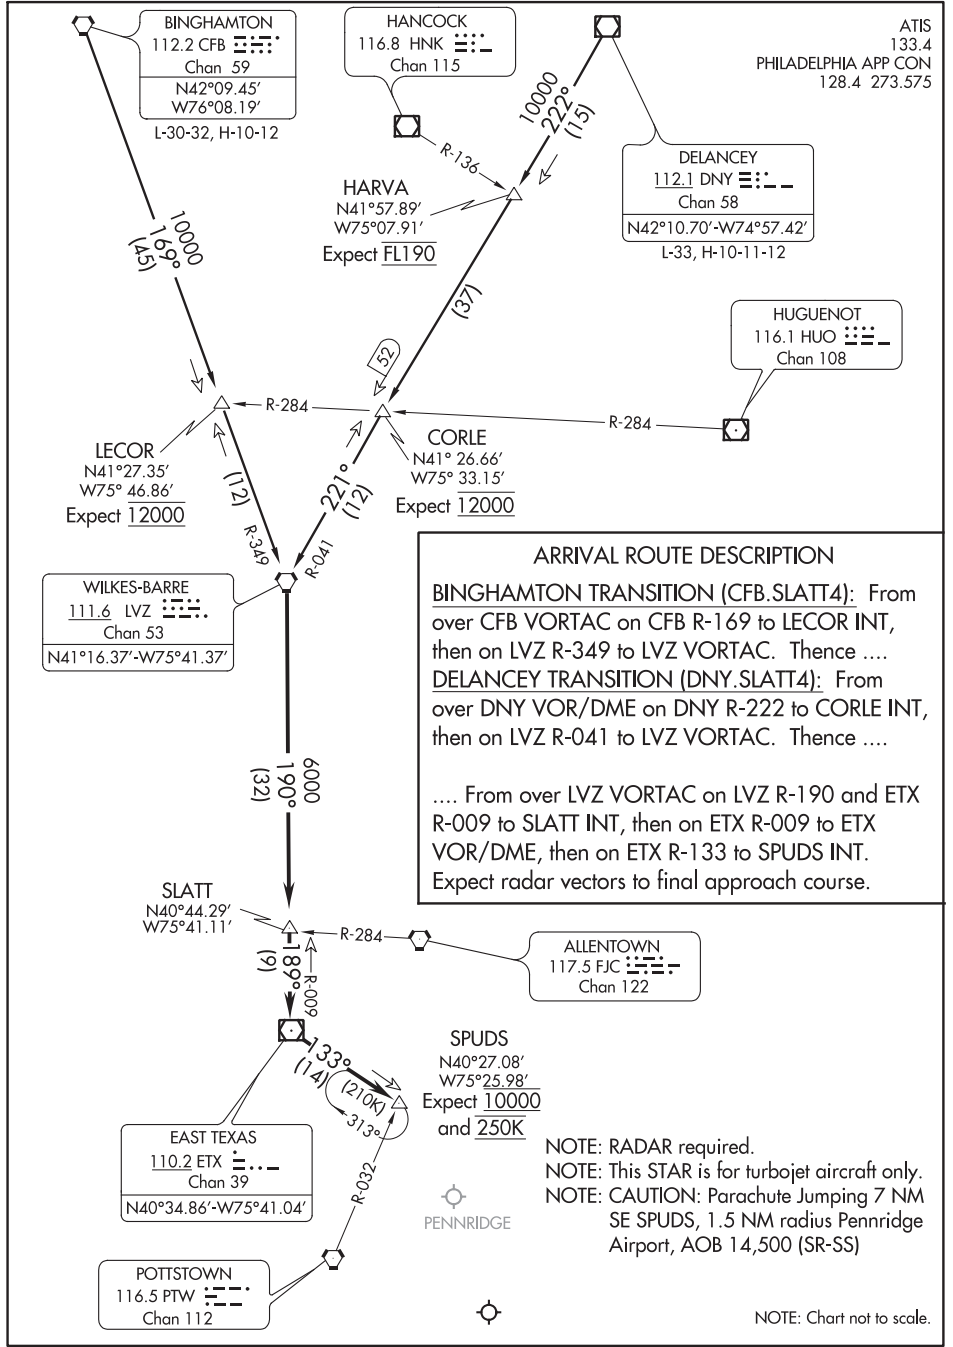 BINGHAMTON
112.2 CFB
Chan 59
N42°09.45′
W76°08.19′
L-30-32, H-10-12
HANCOCK
116.8 HNK
Chan 115
ATIS
133.4
PHILADELPHIA APP CON
128.4 273.575
10000
222°
(15)
R-136
DELANCEY
112.1 DNY
Chan 58
N42°10.70′-W74°57.42′
L-33, H-10-11-12
HARVA
N41°57.89′
W75°07.91′
Expect FL190
10000
169°
(45)
(37)
HUGUENOT
116.1 HUO
Chan 108
52
R-284
R-284
LECOR
N41°27.35′
W75° 46.86′
Expect 12000
CORLE
N41° 26.66′
W75° 33.15′
Expect 12000
(12)
R-349
221°
(12)
R-041
WILKES-BARRE
111.6 LVZ
Chan 53
N41°16.37′-W75°41.37′
ARRIVAL ROUTE DESCRIPTION
BINGHAMTON TRANSITION (CFB.SLATT4): From
over CFB VORTAC on CFB R-169 to LECOR INT,
then on LVZ R-349 to LVZ VORTAC. Thence ....
DELANCEY TRANSITION (DNY.SLATT4): From
over DNY VOR/DME on DNY R-222 to CORLE INT,
then on LVZ R-041 to LVZ VORTAC. Thence ....
.... From over LVZ VORTAC on LVZ R-190 and ETX
R-009 to SLATT INT, then on ETX R-009 to ETX
VOR/DME, then on ETX R-133 to SPUDS INT.
Expect radar vectors to final approach course.
6000
190°
(32)
SLATT
N40°44.29′
W75°41.11′
R-284
ALLENTOWN
117.5 FJC
Chan 122
189°
(9)
R-009
133°
(14)
(210K)
313°
SPUDS
N40°27.08′
W75°25.98′
Expect 10000
and 250K
EAST TEXAS
110.2 ETX
Chan 39
N40°34.86′-W75°41.04′
R-032
PENNRIDGE
NOTE: RADAR required.
NOTE: This STAR is for turbojet aircraft only.
NOTE: CAUTION: Parachute Jumping 7 NM
SE SPUDS, 1.5 NM radius Pennridge
Airport, AOB 14,500 (SR-SS)
POTTSTOWN
116.5 PTW
Chan 112
NOTE: Chart not to scale.